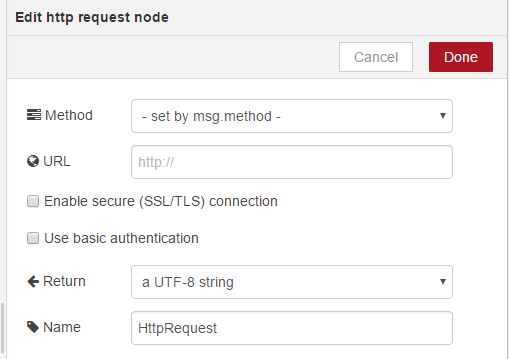 Edit http request node
Cancel Done
Method - set by msg.method -
URL http://
Enable secure (SSL/TLS) connection
Use basic authentication
Return a UTF-8 string
Name HttpRequest